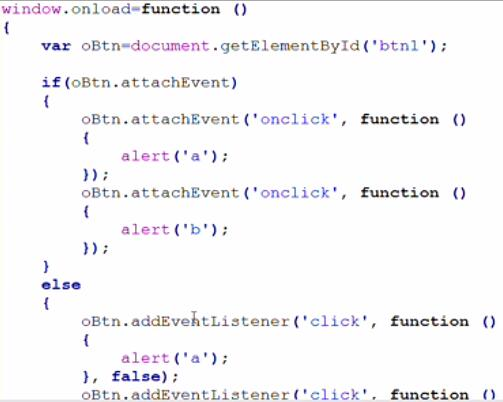 window.onload=function ()
{
var oBtn=document.getElementById('btn1');
if(oBtn.attachEvent)
{
oBtn.attachEvent('onclick', function ()
{
alert('a');
});
oBtn.attachEvent('onclick', function ()
{
alert('b');
});
}
else
{
oBtn.addEventListener('click', function ()
{
alert('a');
}, false);
oBtn.addEventListener('click', function ()